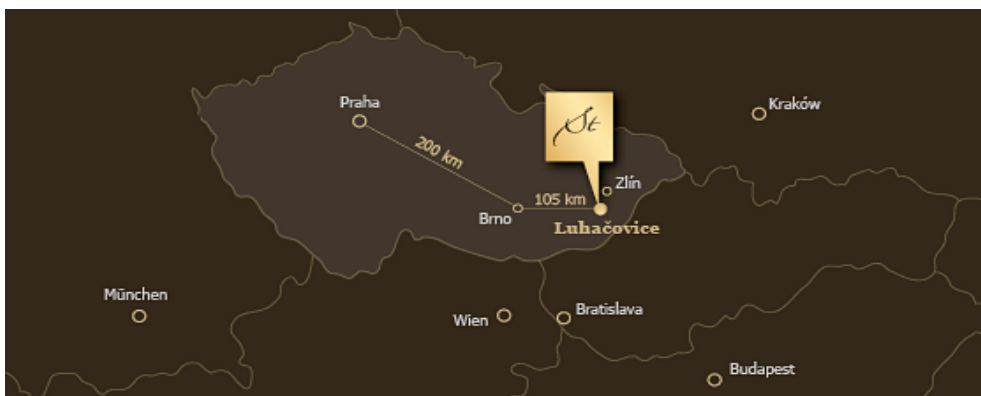 Praha
Kraków
St
200 km
Zlín
105 km
Brno
Luhačovice
München
Wien
Bratislava
Budapest